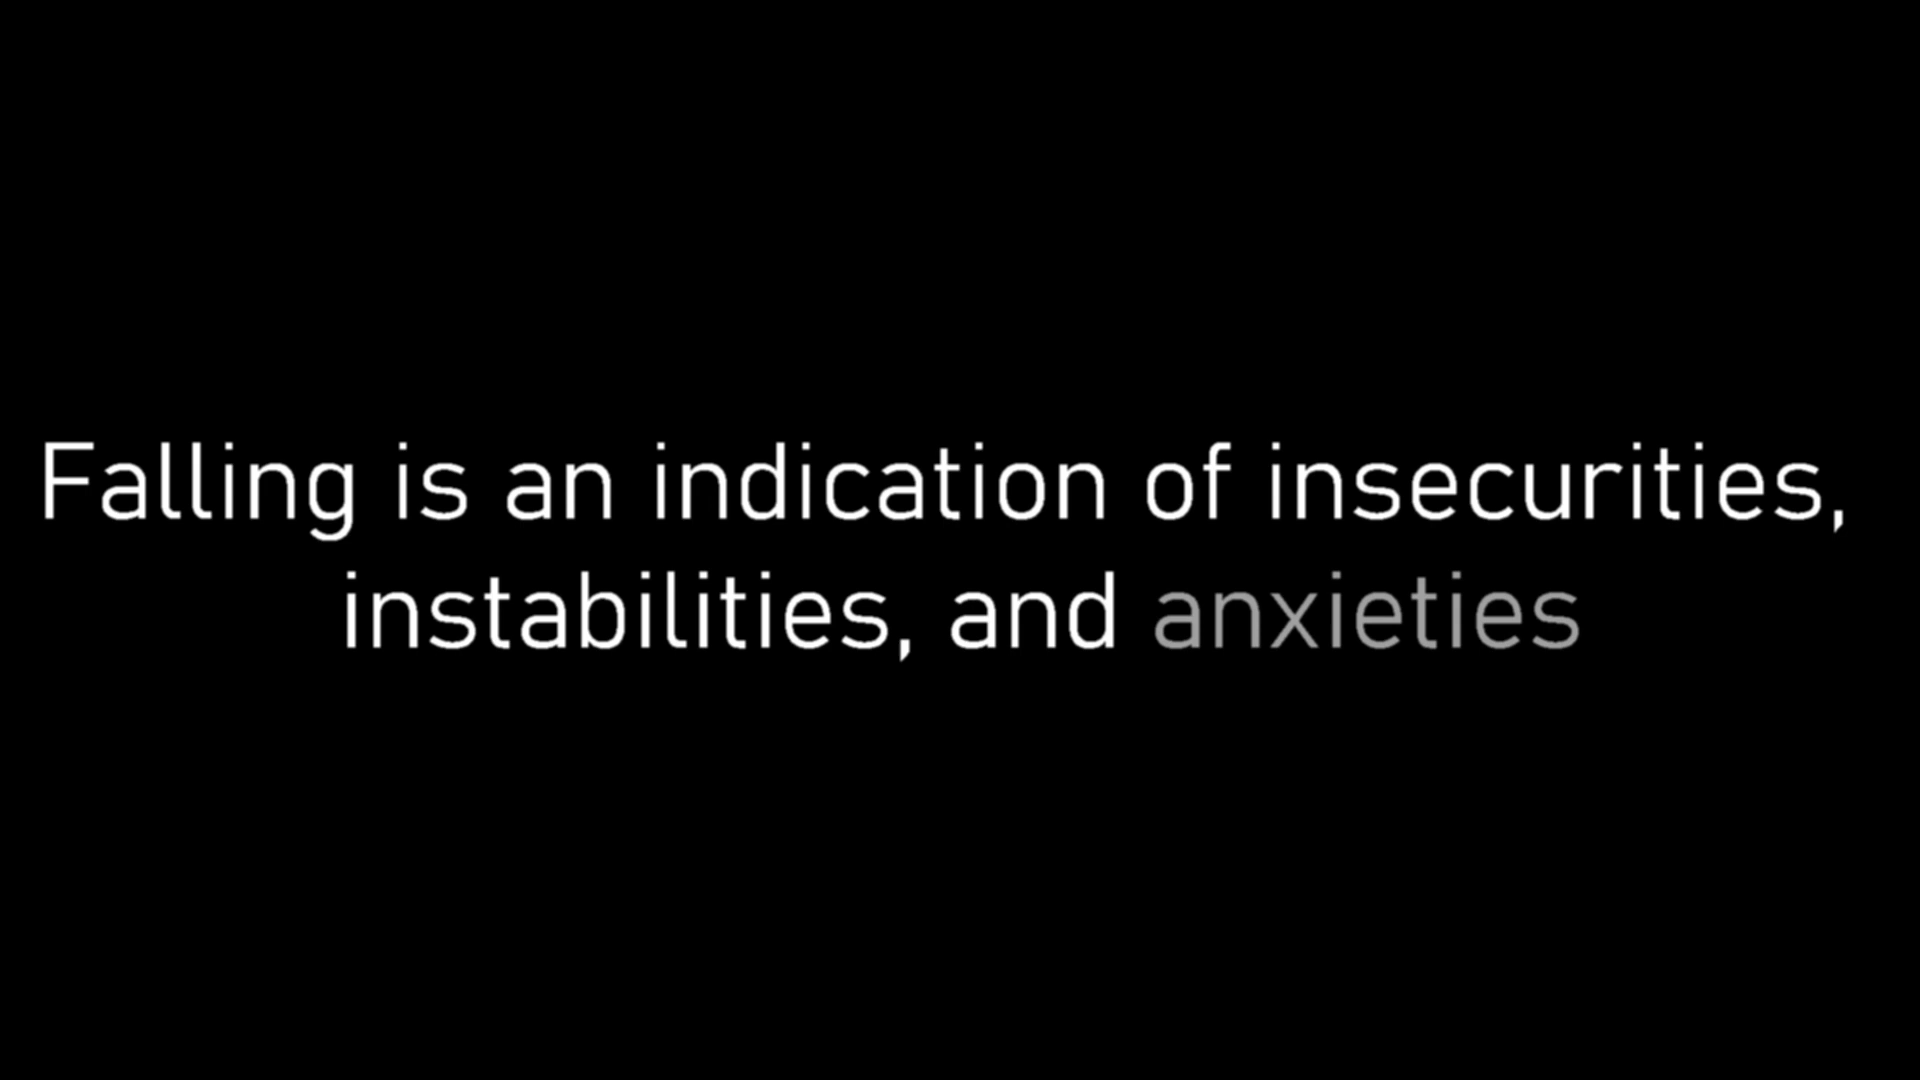 Falling is an indication of insecurities,
instabilities, and anxieties